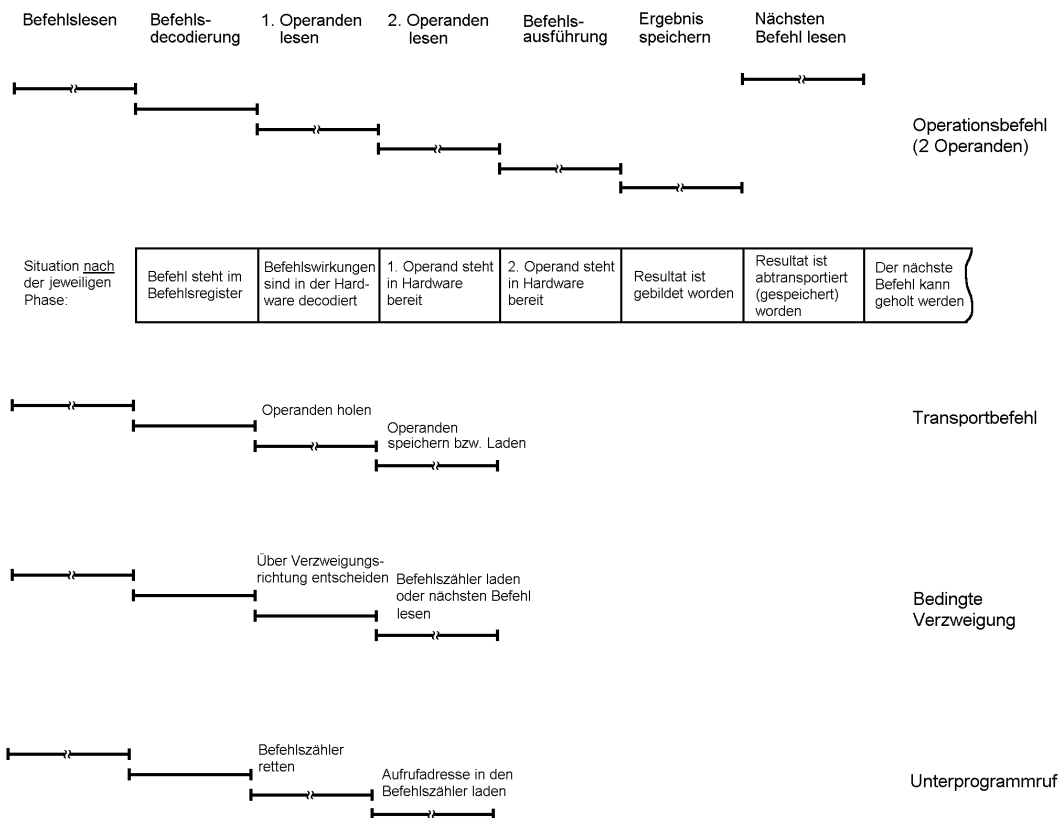 Befehlslesen
Befehls-
decodierung
1. Operanden
lesen
2. Operanden
lesen
Befehls-
ausführung
Ergebnis
speichern
Nächsten
Befehl lesen
Operationsbefehl
(2 Operanden)
Situation nach
der jeweiligen
Phase:
Befehl steht im
Befehlsregister
Befehlswirkungen
sind in der Hard-
ware decodiert
1. Operand steht
in Hardware
bereit
2. Operand steht
in Hardware
bereit
Resultat ist
gebildet worden
Resultat ist
abtransportiert
(gespeichert)
worden
Der nächste
Befehl kann
geholt werden
Operanden holen
Operanden
speichern bzw. Laden
Transportbefehl
Über Verzweigungs-
richtung entscheiden
Befehlszähler laden
oder nächsten Befehl
lesen
Bedingte
Verzweigung
Befehlszähler
retten
Aufrufadresse in den
Befehlszähler laden
Unterprogrammruf